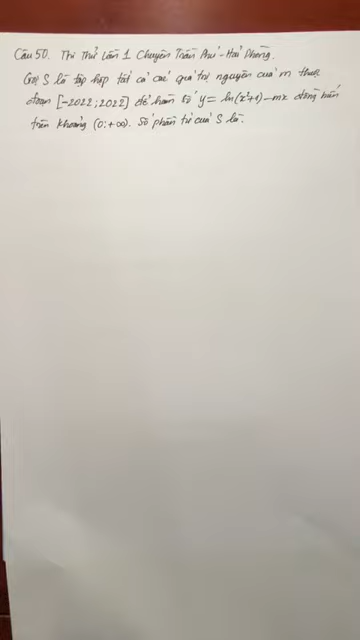 Câu 50. Thi Thử Lần 1 Chuyên Trần Phú - Hải Phòng.
Gọi S là tập hợp tất cả các giá trị nguyên của m thuộc
đoạn [-2022; 2022] để hàm số y = ln(x²+1) - mx đồng biến
trên khoảng (0; +∞). Số phần tử của S là.